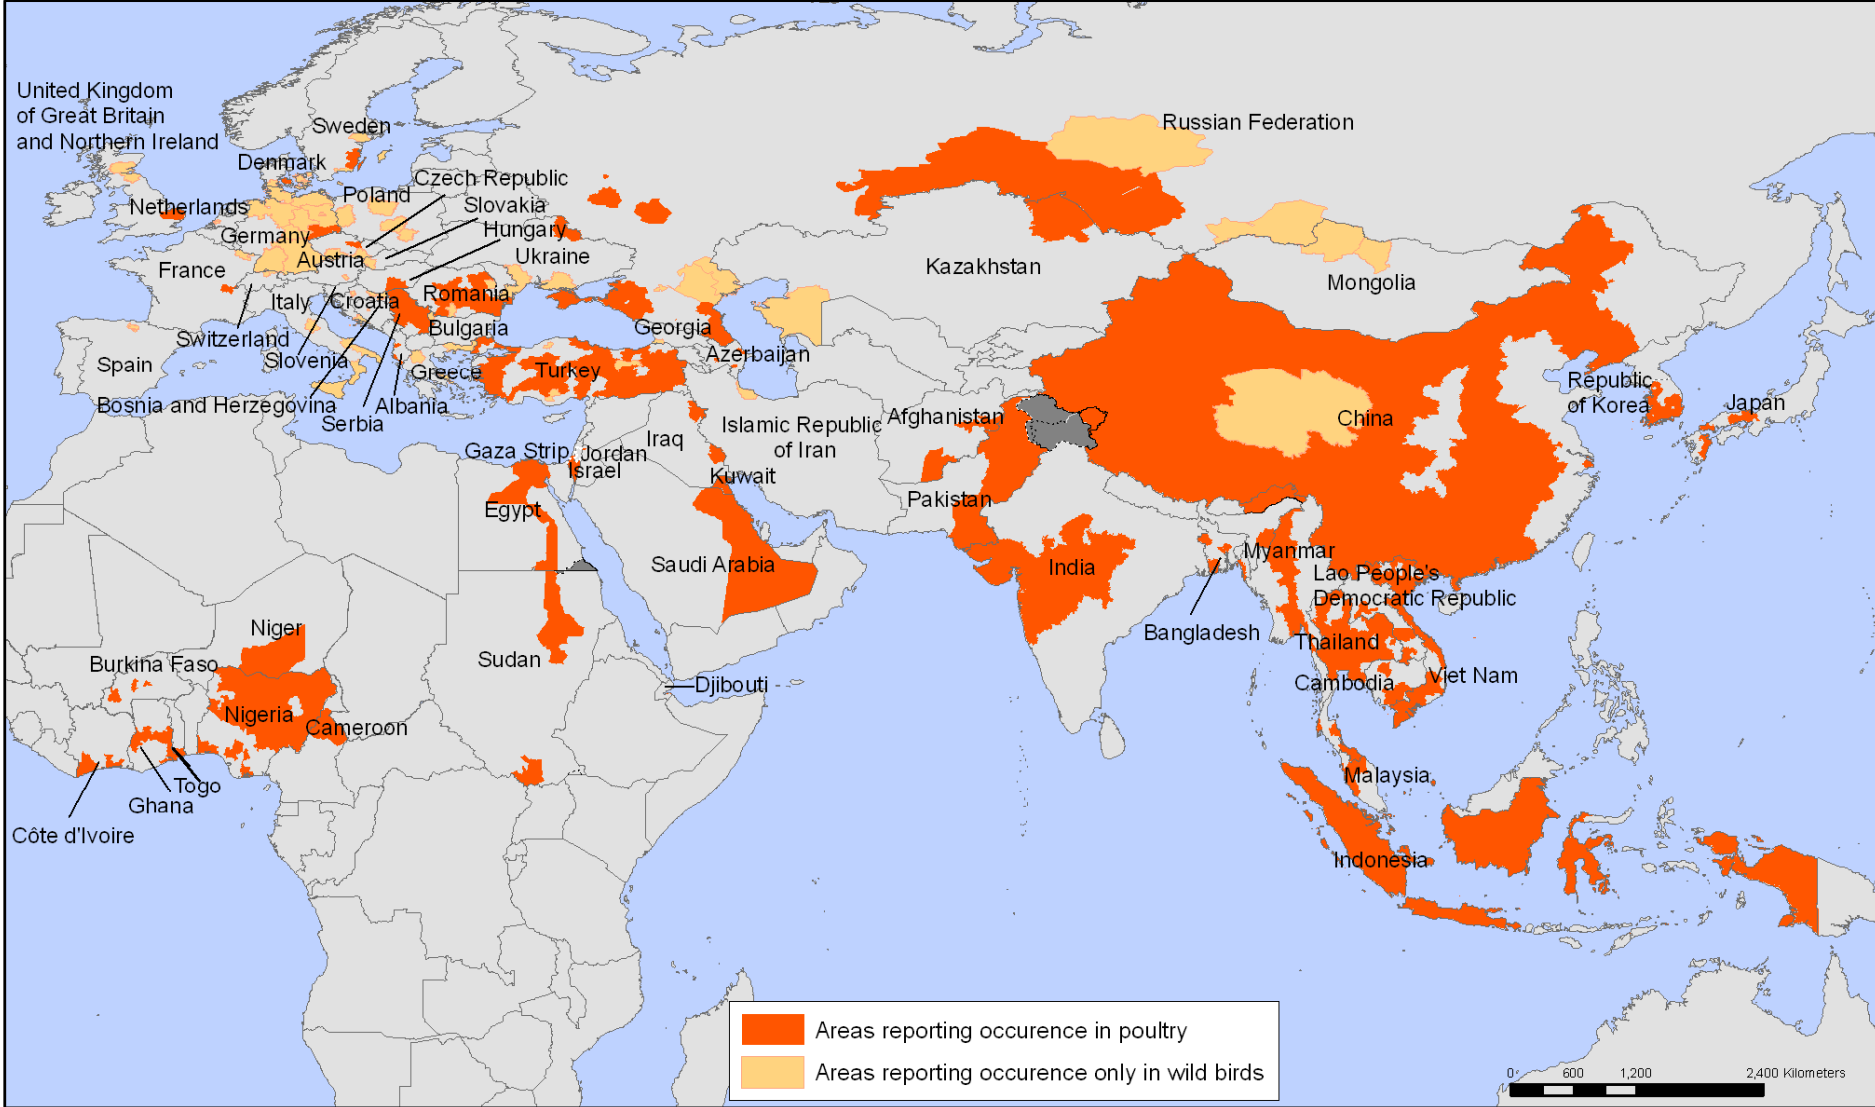 United Kingdom
of Great Britain
and Northern Ireland
Sweden
Denmark
Russian Federation
Czech Republic
Poland
Netherlands
Slovakia
Hungary
Germany
Ukraine
Austria
France
Kazakhstan
Mongolia
Italy
Croatia
Romania
Bulgaria
Georgia
Switzerland
Slovenia
Azerbaijan
Spain
Greece
Turkey
Republic
of Korea
Japan
Bosnia and Herzegovina
Albania
Serbia
Afghanistan
China
Islamic Republic
of Iran
Iraq
Gaza Strip
Jordan
Israel
Kuwait
Pakistan
Egypt
Saudi Arabia
India
Myanmar
Lao People's
Democratic Republic
Bangladesh
Thailand
Niger
Burkina Faso
Sudan
Djibouti
Cambodia
Viet Nam
Nigeria
Cameroon
Togo
Ghana
Côte d'Ivoire
Malaysia
Indonesia
Areas reporting occurence in poultry
Areas reporting occurence only in wild birds
0 600 1,200 2,400 Kilometers